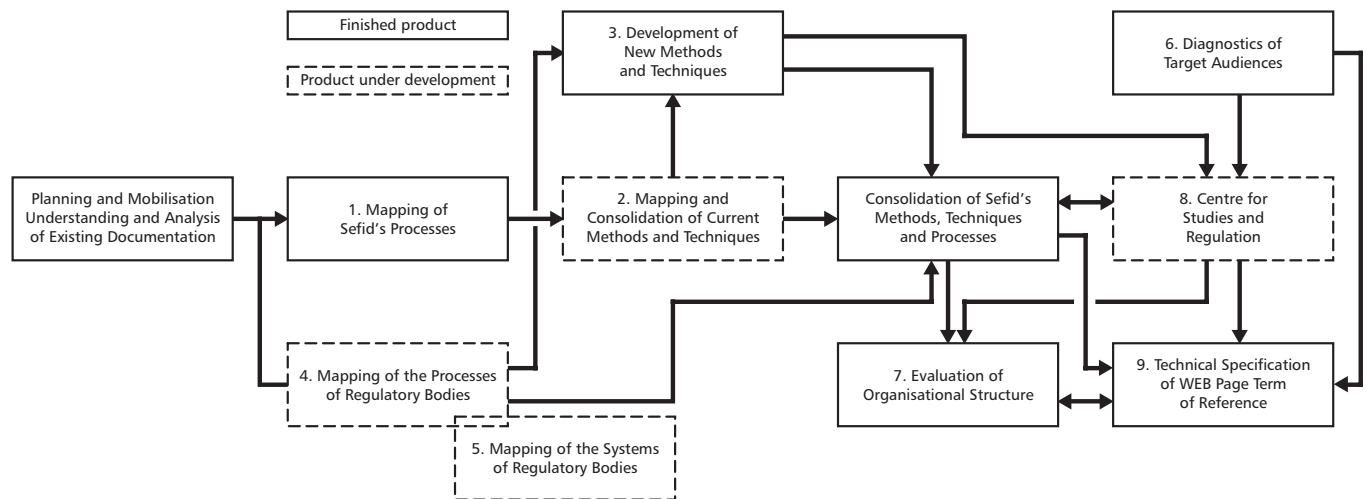 Finished product
Product under development
3. Development of
New Methods
and Techniques
6. Diagnostics of
Target Audiences
Planning and Mobilisation
Understanding and Analysis
of Existing Documentation
1. Mapping of
Sefid's Processes
2. Mapping and
Consolidation of Current
Methods and Techniques
Consolidation of Sefid's
Methods, Techniques
and Processes
8. Centre for
Studies and
Regulation
4. Mapping of the Processes
of Regulatory Bodies
7. Evaluation of
Organisational Structure
9. Technical Specification
of WEB Page Term
of Reference
5. Mapping of the Systems
of Regulatory Bodies